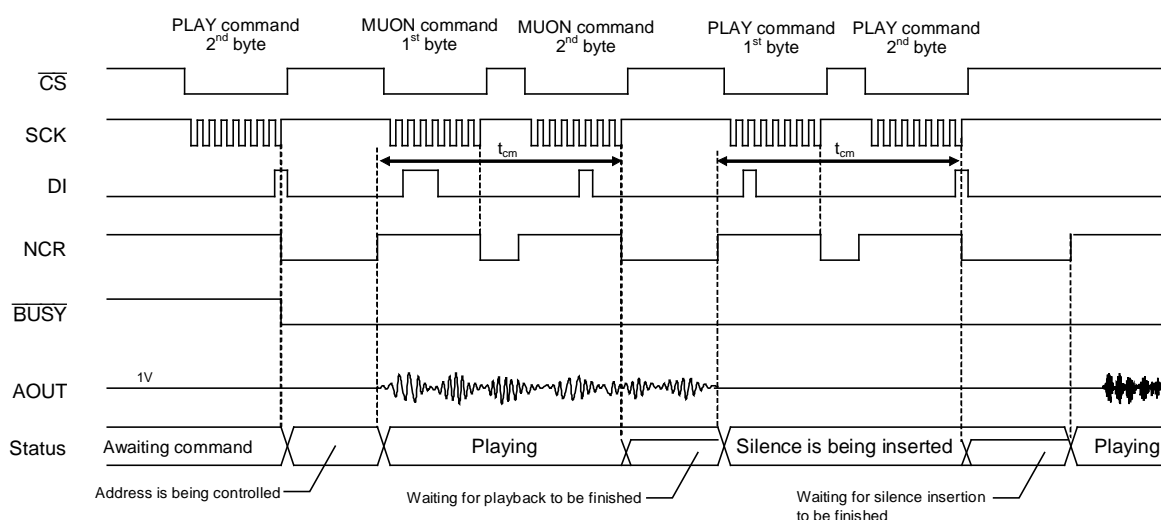 PLAY command
2nd byte
MUON command
1st byte
MUON command
2nd byte
PLAY command
1st byte
PLAY command
2nd byte
CS
SCK
tcm
tcm
DI
NCR
BUSY
1V
AOUT
Status
Awaiting command
Playing
Silence is being inserted
Playing
Address is being controlled
Waiting for playback to be finished
Waiting for silence insertion
to be finished